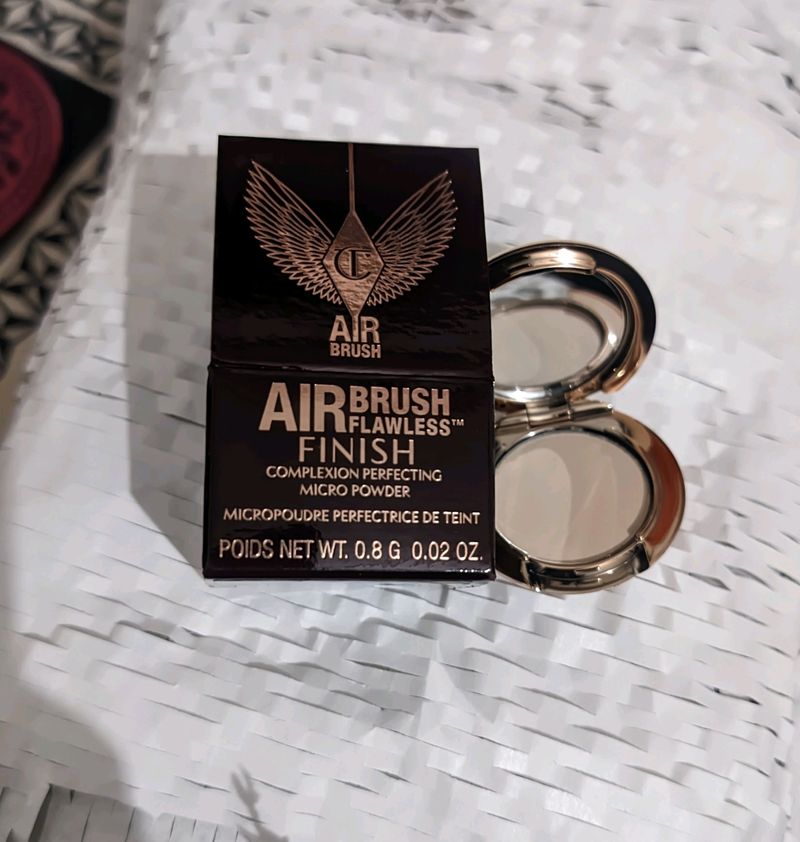 CT
AIR
BRUSH
AIRBRUSH
FLAWLESS™
FINISH
COMPLEXION PERFECTING
MICRO POWDER
MICROPOUDRE PERFECTRICE DE TEINT
POIDS NET WT. 0.8 G 0.02 OZ.